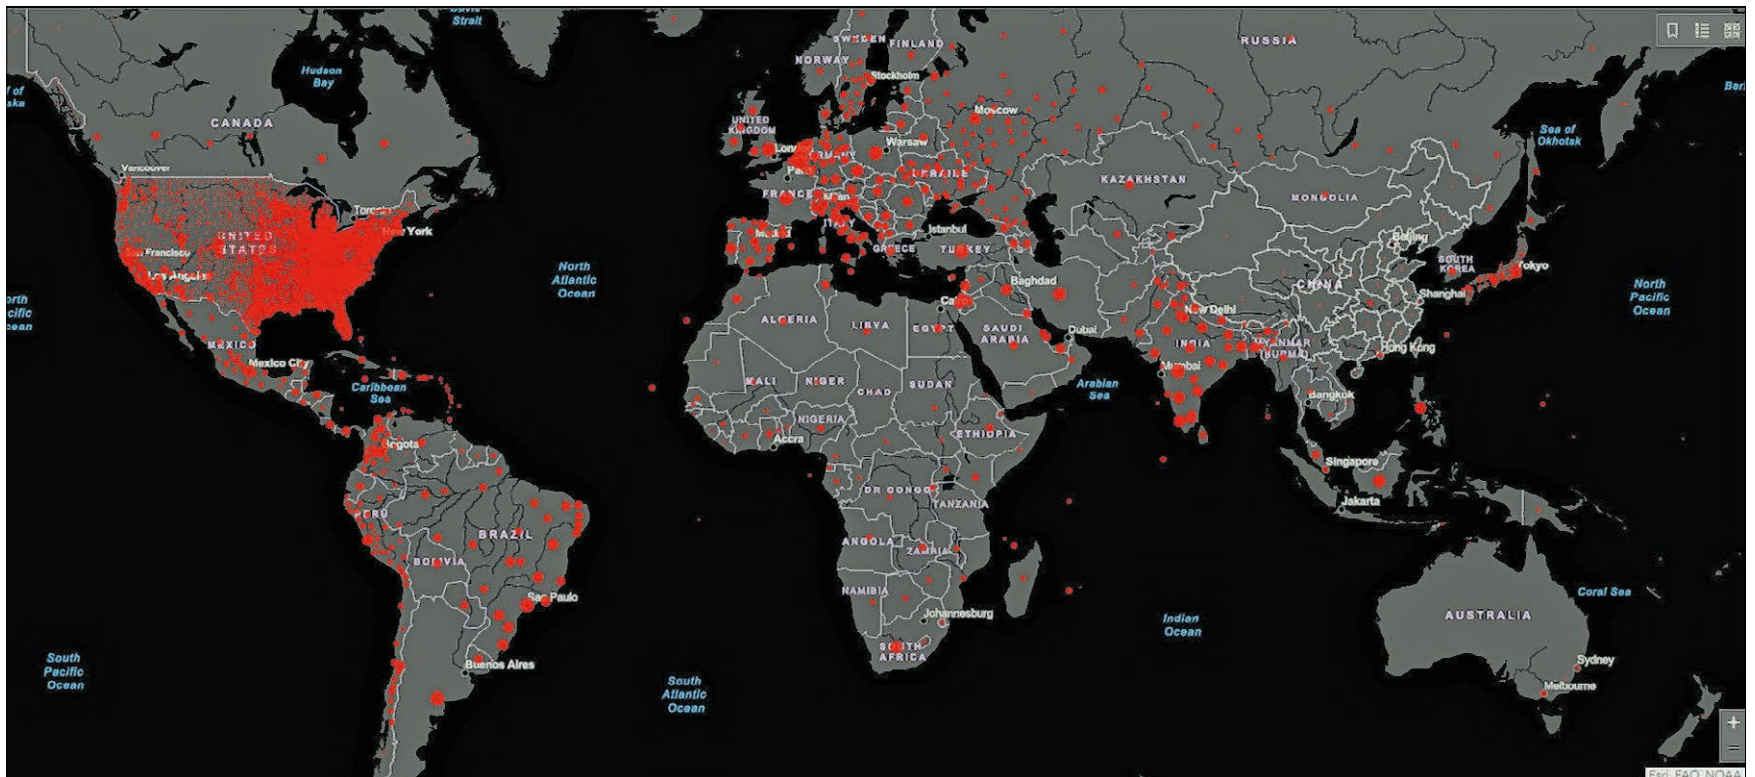 Davis
Strait
SWEDEN
FINLAND
RUSSIA
NORWAY
Hudson
Bay
Stockholm
Gulf of
Moscow
CANADA
UNITED
KINGDOM
London
Warsaw
Sea of
Okhotsk
Vancouver
UKRAINE
KAZAKHSTAN
FRANCE
MONGOLIA
Toronto
New York
UNITED
STATES
Istanbul
Beijing
San Francisco
GREECE
TURKEY
SOUTH
KOREA
Tokyo
Los Angeles
North
Atlantic
Ocean
Baghdad
CHINA
Shanghai
North
Pacific
Ocean
Cairo
New Delhi
ALGERIA
LIBYA
EGYPT
SAUDI
ARABIA
Dubai
MEXICO
INDIA
MYANMAR
(BURMA)
Hong Kong
Mexico City
Mumbai
Caribbean
Sea
MALI
NIGER
CHAD
SUDAN
Arabian
Sea
Bangkok
NIGERIA
Accra
ETHIOPIA
Bogota
Singapore
DR CONGO
TANZANIA
Jakarta
PERU
BRAZIL
ANGOLA
ZAMBIA
BOLIVIA
NAMIBIA
Coral Sea
Sao Paulo
Johannesburg
Indian
Ocean
AUSTRALIA
SOUTH
AFRICA
South
Pacific
Ocean
Buenos Aires
South
Atlantic
Ocean
Sydney
Melbourne
Esri, FAO, NOAA